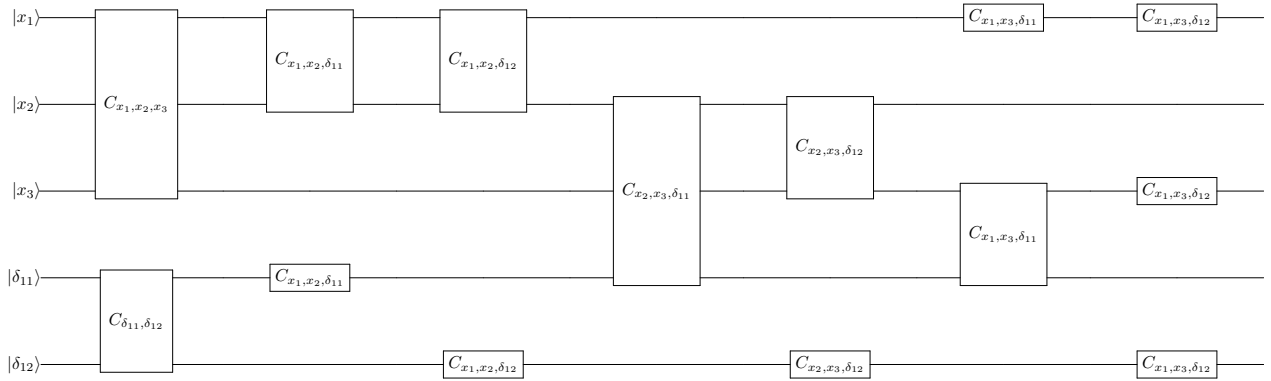 |x₁⟩ C_{x₁,x₃,δ₁₁} C_{x₁,x₃,δ₁₂}
C_{x₁,x₂,δ₁₁} C_{x₁,x₂,δ₁₂}
|x₂⟩ C_{x₁,x₂,x₃}
C_{x₂,x₃,δ₁₂}
|x₃⟩ C_{x₂,x₃,δ₁₁} C_{x₁,x₃,δ₁₂}
C_{x₁,x₃,δ₁₁}
|δ₁₁⟩ C_{x₁,x₂,δ₁₁}
C_{δ₁₁,δ₁₂}
|δ₁₂⟩ C_{x₁,x₂,δ₁₂} C_{x₂,x₃,δ₁₂} C_{x₁,x₃,δ₁₂}